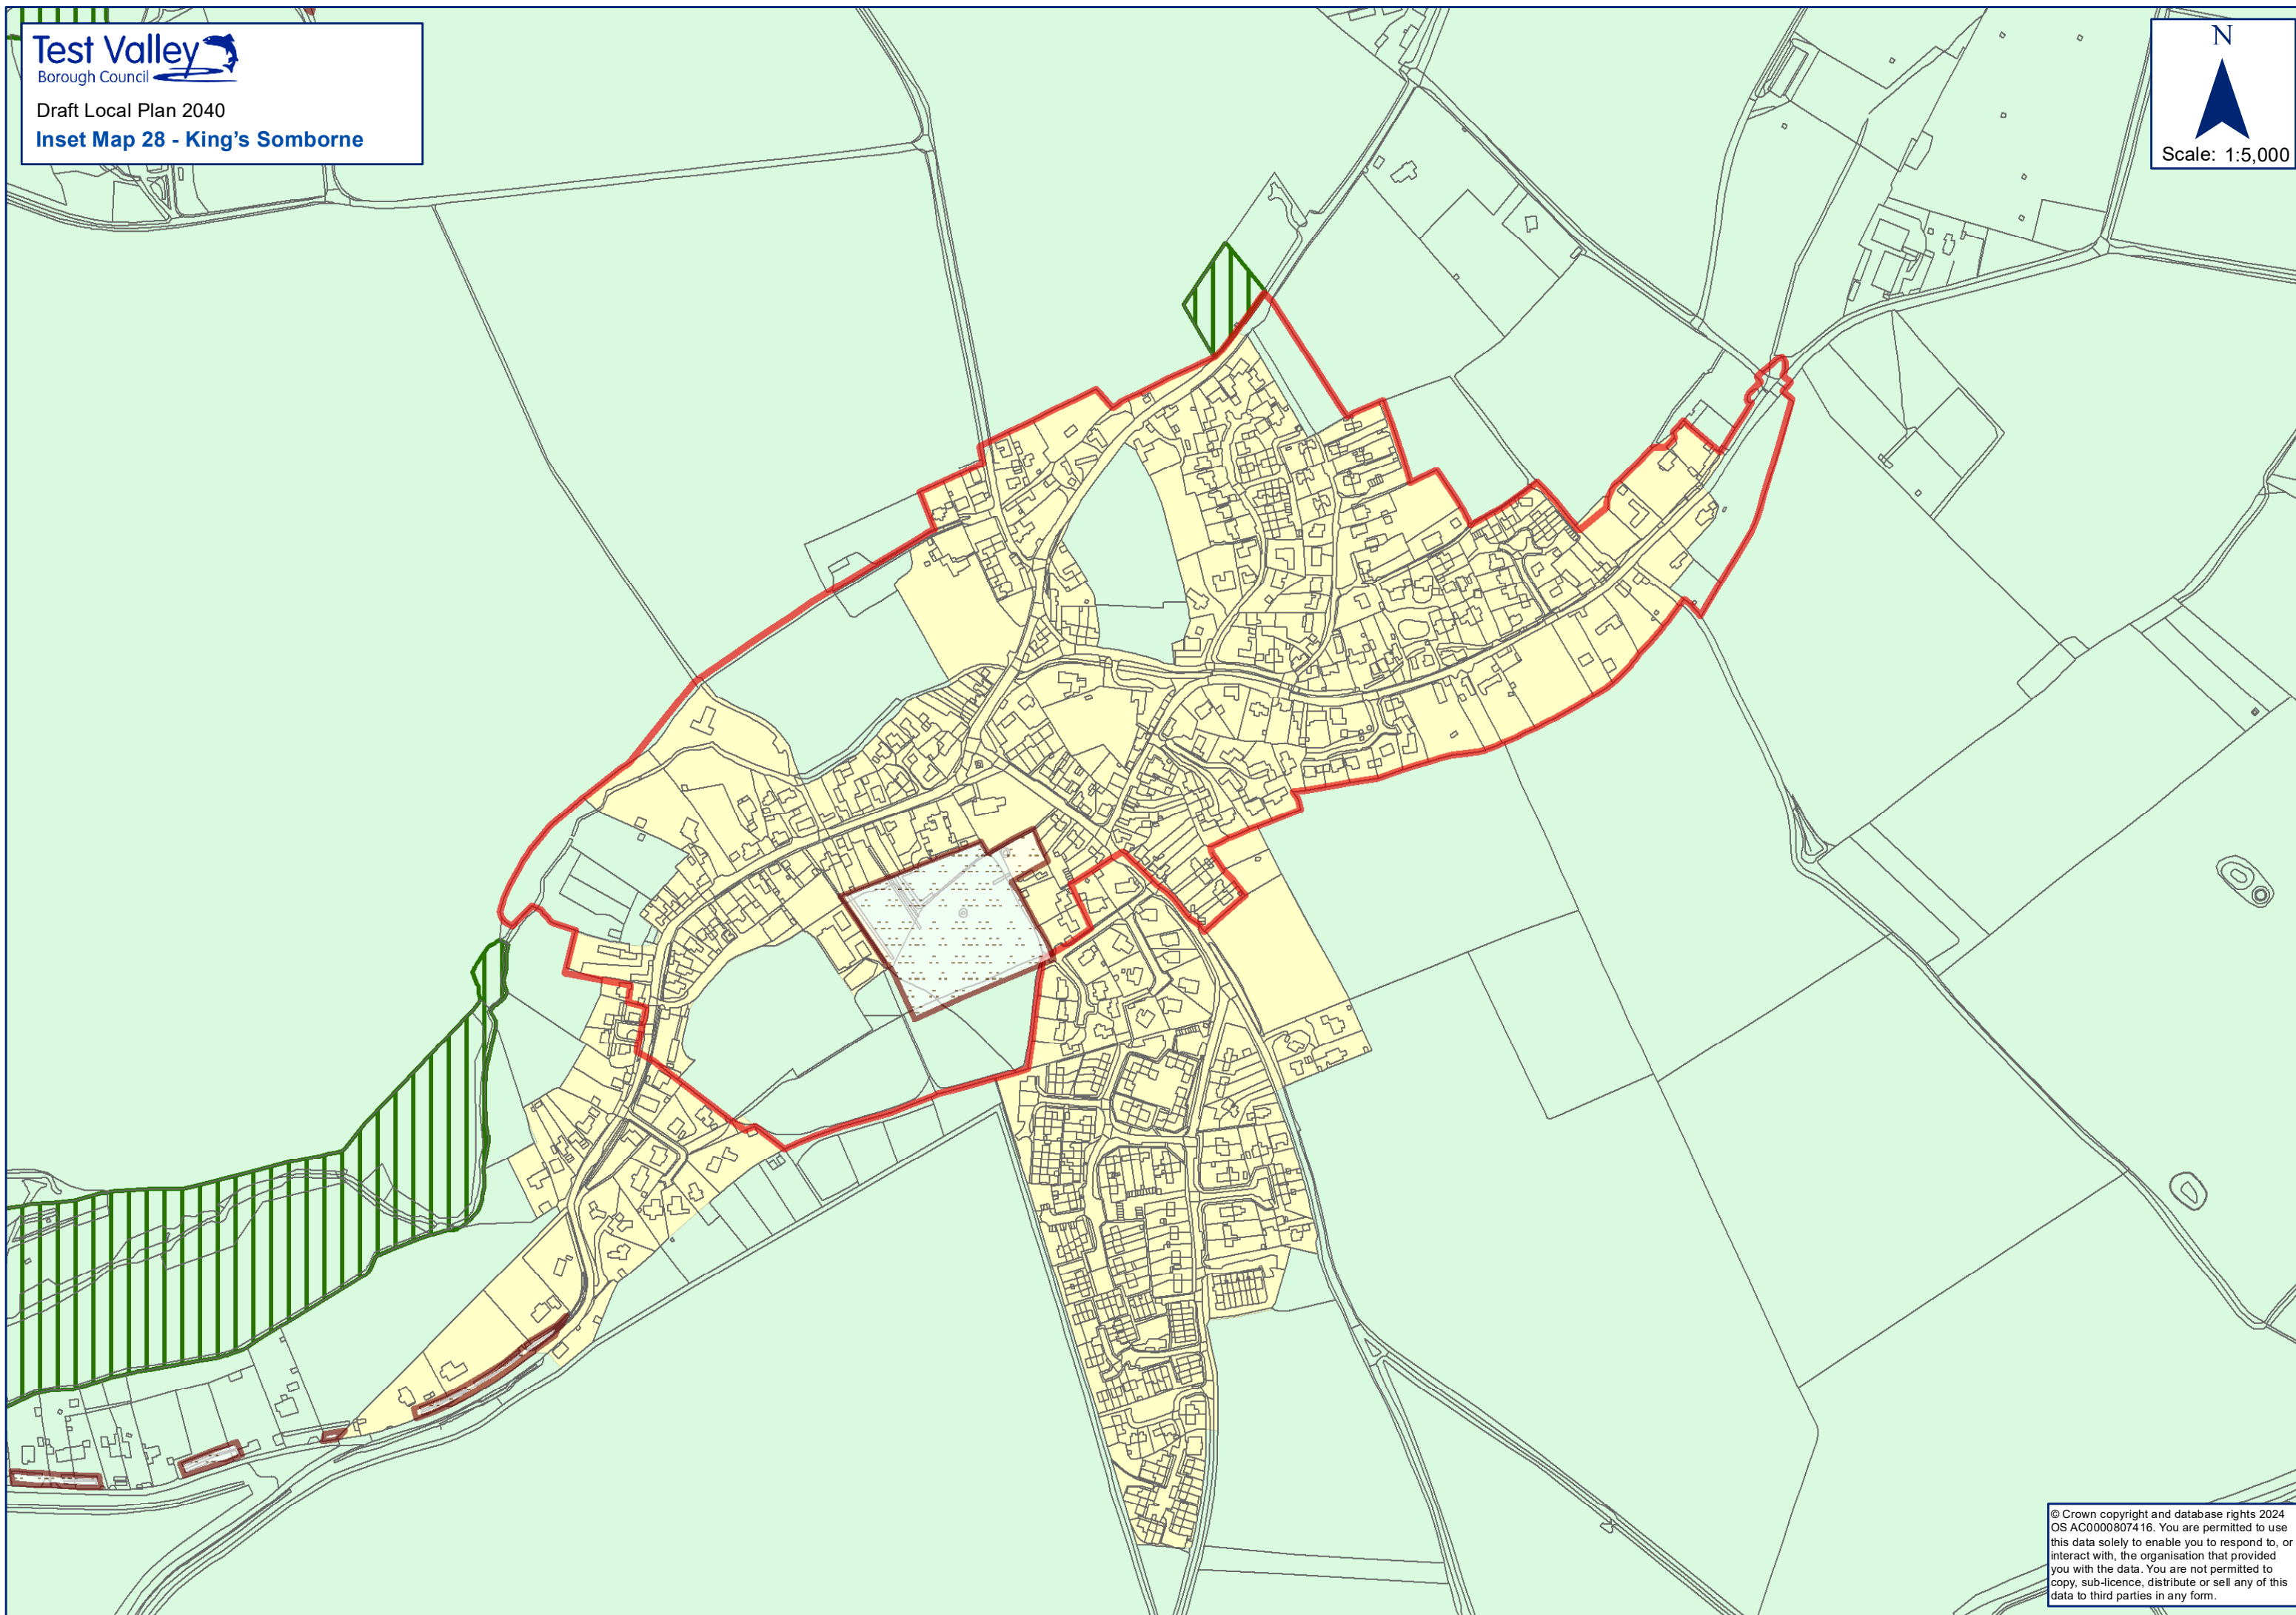 Test Valley
Borough Council
Draft Local Plan 2040
Inset Map 28 - King's Somborne
N
Scale: 1:5,000
© Crown copyright and database rights 2024
OS AC0000807416. You are permitted to use
this data solely to enable you to respond to, or
interact with, the organisation that provided
you with the data. You are not permitted to
copy, sub-licence, distribute or sell any of this
data to third parties in any form.